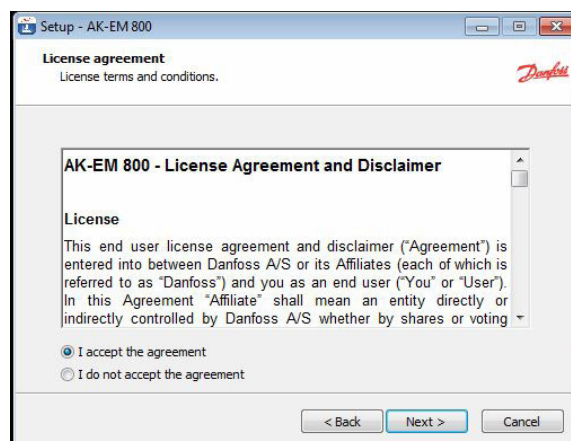 Setup - AK-EM 800
License agreement
License terms and conditions.
Danfoss
AK-EM 800 - License Agreement and Disclaimer
License
This end user license agreement and disclaimer (“Agreement”) is
entered into between Danfoss A/S or its Affiliates (each of which is
referred to as “Danfoss”) and you as an end user (“You” or “User”).
In this Agreement “Affiliate” shall mean an entity directly or
indirectly controlled by Danfoss A/S whether by shares or voting
I accept the agreement
I do not accept the agreement
< Back
Next >
Cancel